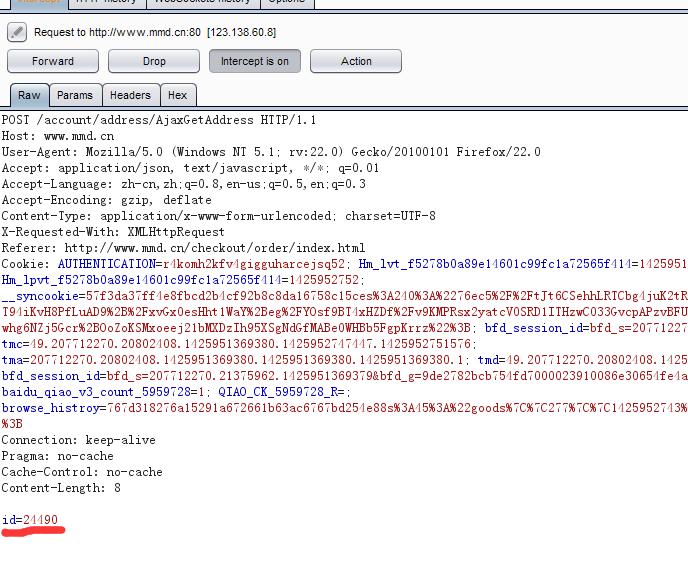 Intercept HTTP history WebSockets history Options
Request to http://www.mmd.cn:80 [123.138.60.8]
Forward Drop Intercept is on Action
Raw Params Headers Hex
POST /account/address/AjaxGetAddress HTTP/1.1
Host: www.mmd.cn
User-Agent: Mozilla/5.0 (Windows NT 5.1; rv:22.0) Gecko/20100101 Firefox/22.0
Accept: application/json, text/javascript, */*; q=0.01
Accept-Language: zh-cn,zh;q=0.8,en-us;q=0.5,en;q=0.3
Accept-Encoding: gzip, deflate
Content-Type: application/x-www-form-urlencoded; charset=UTF-8
X-Requested-With: XMLHttpRequest
Referer: http://www.mmd.cn/checkout/order/index.html
Cookie: AUTHENTICATION=r4komh2kfv4gigguharcejsq52; Hm_lvt_f5278b0a89e14601c99fc1a72565f414=1425951
Hm_lpvt_f5278b0a89e14601c99fc1a72565f414=1425952752;
__syncookie=57f3da37ff4e8fbcd2b4cf92b8c8da16758c15ces%3A240%3A%2276ec5%2F%2FtJt6CSehhLRTCbg4juK2tR
T94iKvH8PfLuAD9%2B%2FxvGx0esHht1WaY%2Beg%2FYOsf9BT4xHZDf%2Fv9KMPRsx2yatcV0SRD1ITHzwC033GvcpAPzvBFU
whg6NZj5Gcr%2BOoZoKSMxoeej21bMXDzIh95XSgNdGfMABe0WHBb5FgpKrrz%22%3B; bfd_session_id=bfd_s=20771227
tmc=49.207712270.20802408.1425951369380.1425952747447.1425952751576;
tma=207712270.20802408.1425951369380.1425951369380.1425951369380.1; tmd=49.207712270.20802408.1425
bfd_session_id=bfd_s=207712270.21375962.1425951369379&bfd_g=9de2782bcb754fd7000023910086e30654fe4a
baidu_qiao_v3_count_5959728=1; QIAO_CK_5959728_R=;
browse_histroy=767d318276a15291a672661b63ac6767bd254e88s%3A45%3A%22goods%7C%7C277%7C%7C1425952743%
%3B
Connection: keep-alive
Pragma: no-cache
Cache-Control: no-cache
Content-Length: 8
id=24490